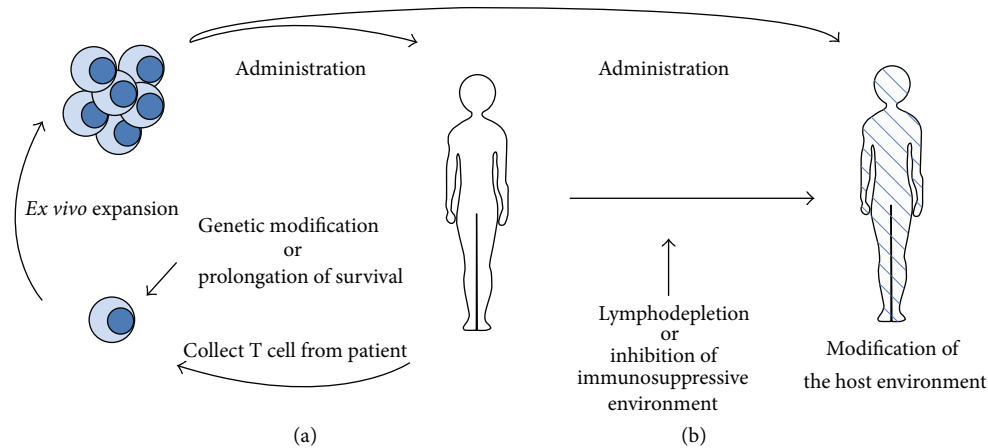 Administration
Administration
Ex vivo expansion
Genetic modification
or
prolongation of survival
Collect T cell from patient
Lymphodepletion
or
inhibition of
immunosuppressive
environment
Modification of
the host environment
(a)
(b)